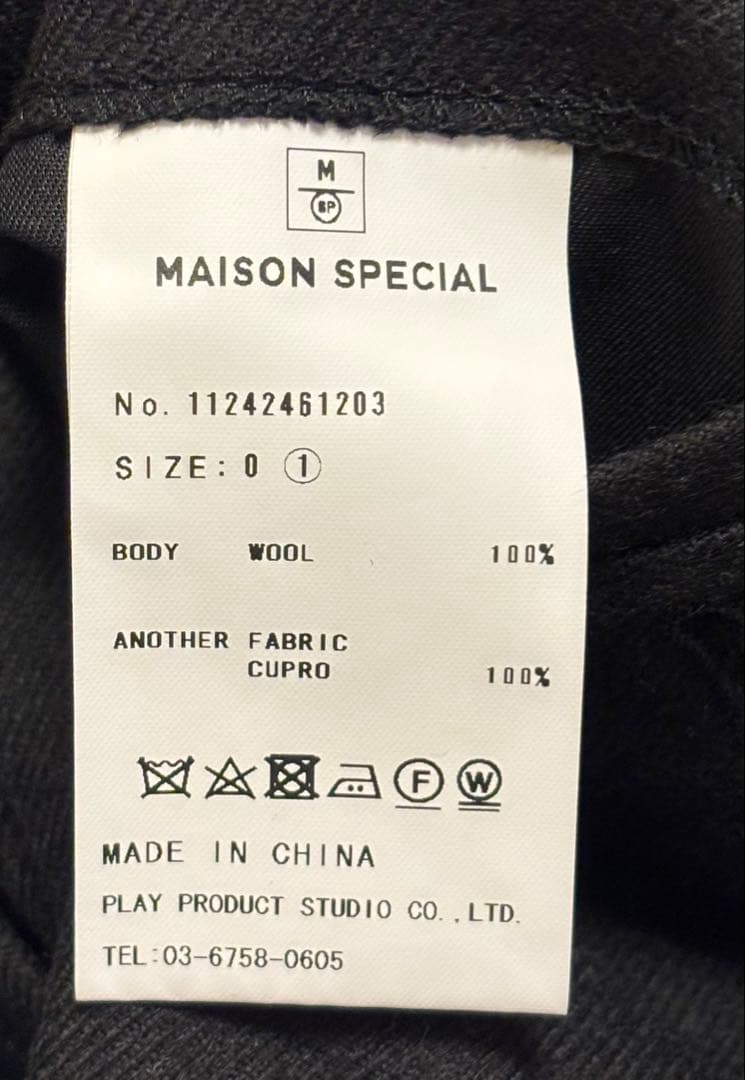 M
SP
MAISON SPECIAL
No. 11242461203
SIZE: 0 ①
BODY WOOL 100%
ANOTHER FABRIC
CUPRO 100%
F W
MADE IN CHINA
PLAY PRODUCT STUDIO CO.,LTD.
TEL:03-6758-0605